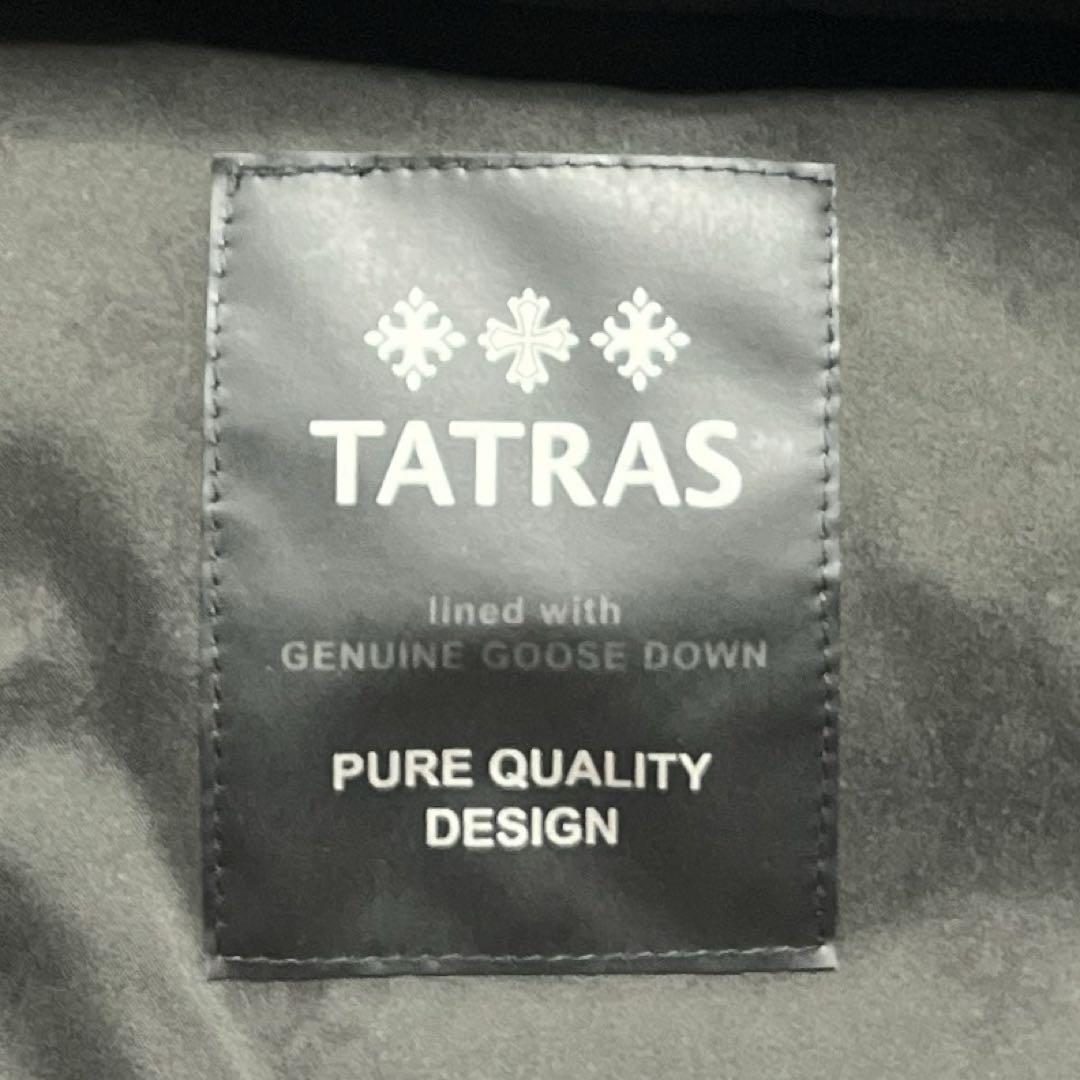 TATRAS
lined with
GENUINE GOOSE DOWN
PURE QUALITY
DESIGN